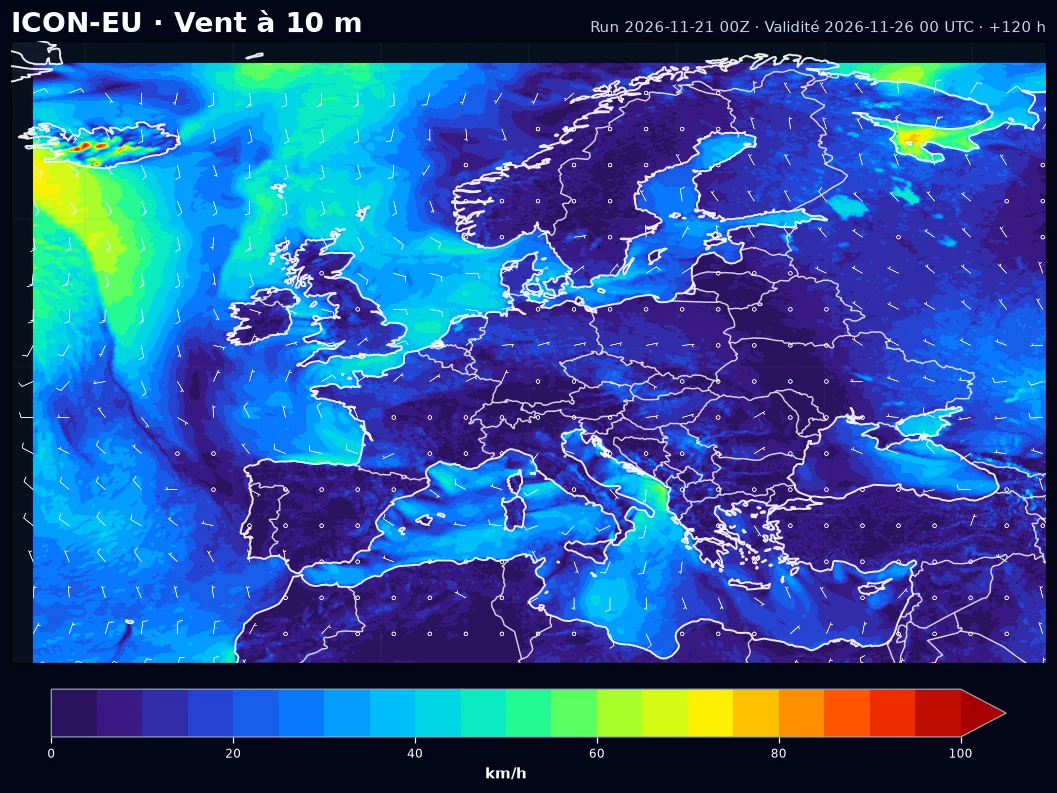 ICON-EU · Vent à 10 m
Run 2026-11-21 00Z · Validité 2026-11-26 00 UTC · +120 h
0 20 40 60 80 100
km/h